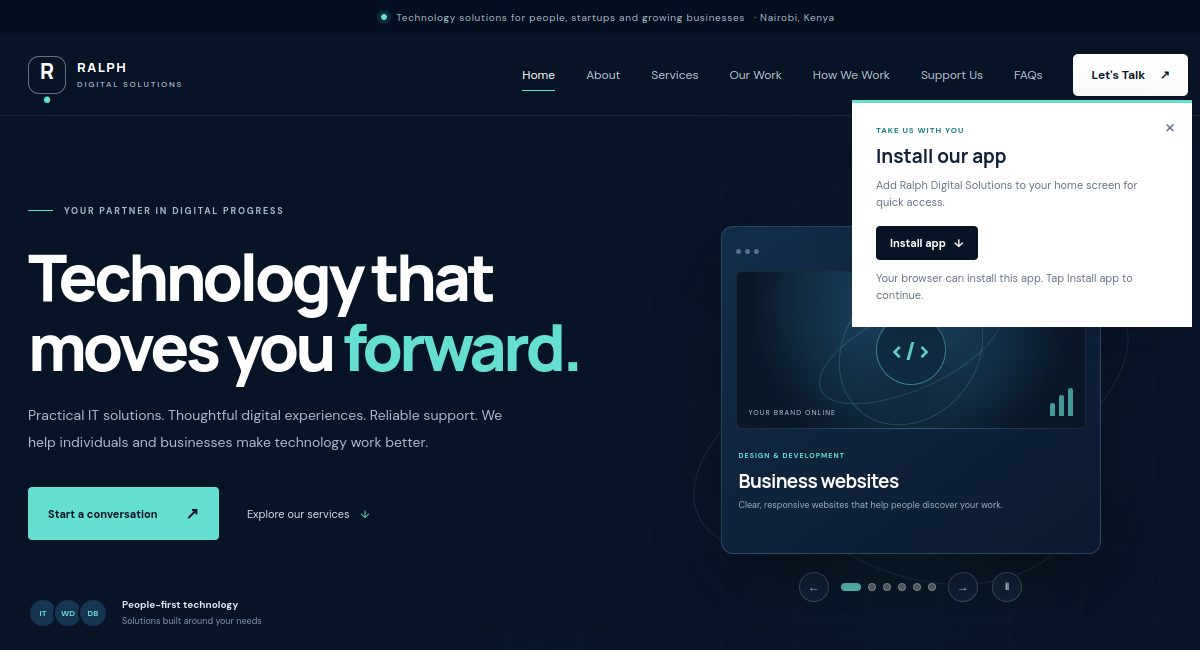 Technology solutions for people, startups and growing businesses · Nairobi, Kenya
R
RALPH
DIGITAL SOLUTIONS
Home
About
Services
Our Work
How We Work
Support Us
FAQs
Let's Talk ↗
TAKE US WITH YOU
×
Install our app
Add Ralph Digital Solutions to your home screen for
quick access.
Install app ↓
Your browser can install this app. Tap Install app to
continue.
YOUR PARTNER IN DIGITAL PROGRESS
Technology that
moves you forward.
Practical IT solutions. Thoughtful digital experiences. Reliable support. We
help individuals and businesses make technology work better.
Start a conversation ↗
Explore our services ↓
IT
WD
DB
People-first technology
Solutions built around your needs
</>
YOUR BRAND ONLINE
DESIGN & DEVELOPMENT
Business websites
Clear, responsive websites that help people discover your work.
← →